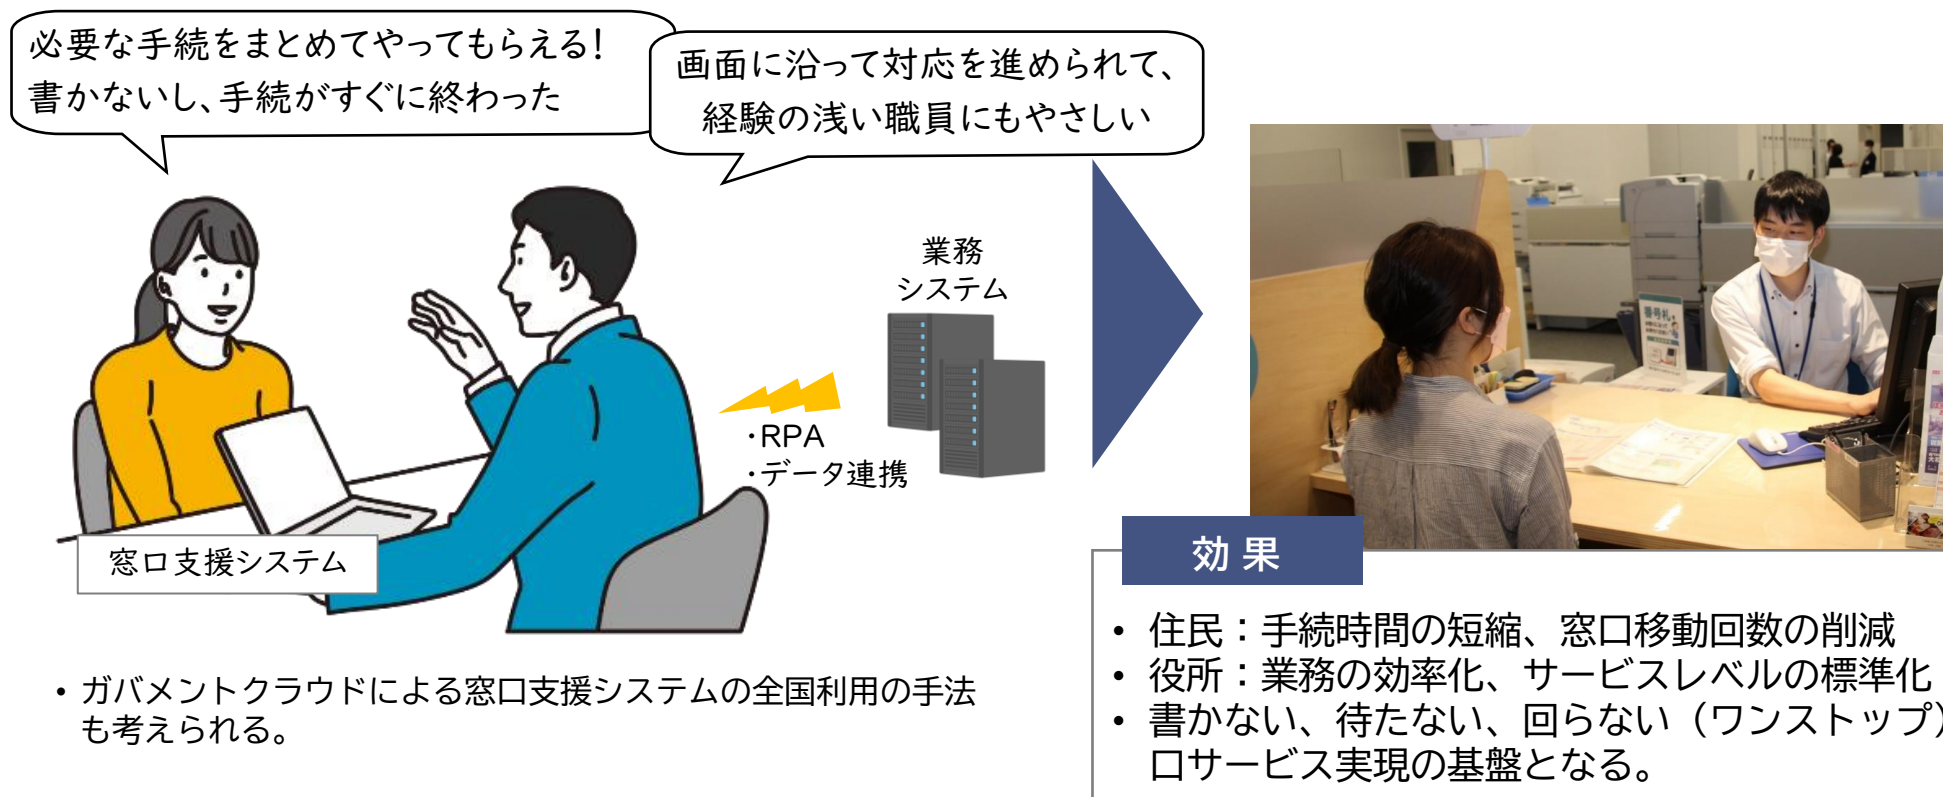 必要な手続をまとめてやってもらえる!
書かないし、手続がすぐに終わった
画面に沿って対応を進められて、
経験の浅い職員にもやさしい
業務
システム
・RPA
・データ連携
窓口支援システム
番号札
効果
• 住民：手続時間の短縮、窓口移動回数の削減
• 役所：業務の効率化、サービスレベルの標準化
• 書かない、待たない、回らない（ワンストップ）
口サービス実現の基盤となる。
• ガバメントクラウドによる窓口支援システムの全国利用の手法
も考えられる。